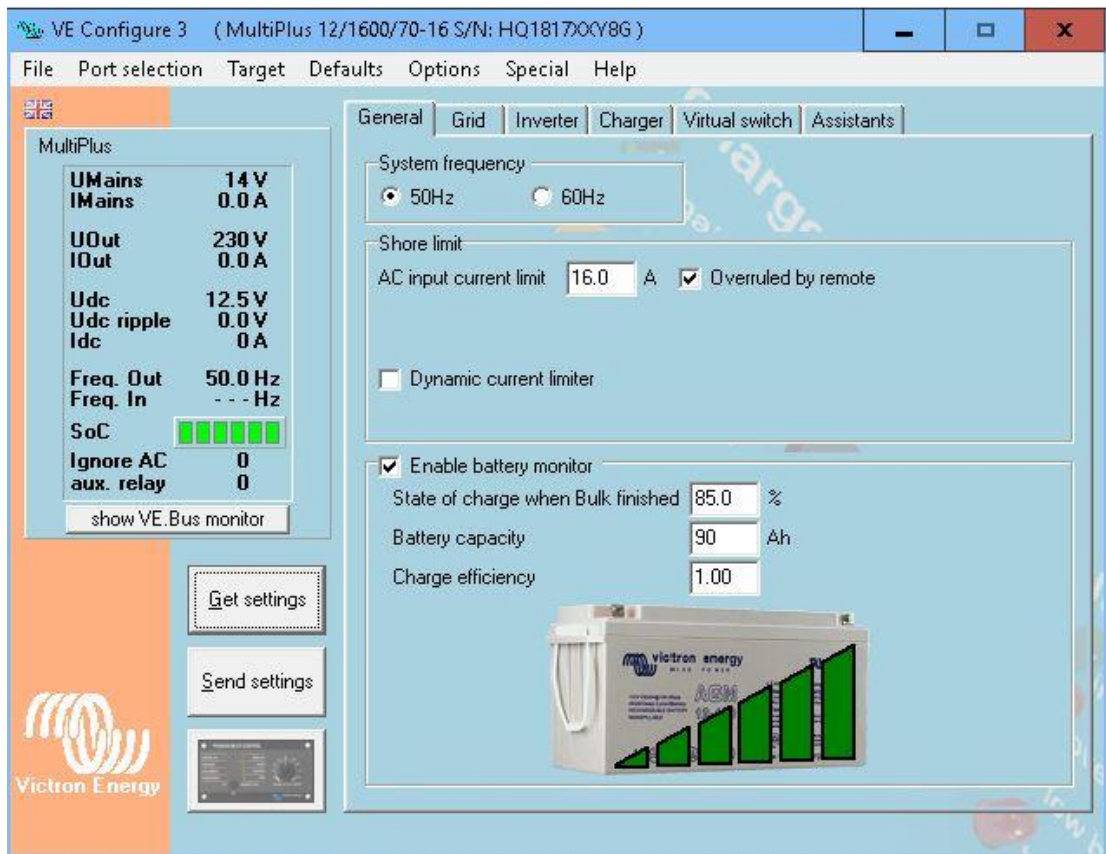 VE Configure 3 ( MultiPlus 12/1600/70-16 S/N: HQ1817XXY8G )
File Port selection Target Defaults Options Special Help
General Grid Inverter Charger Virtual switch Assistants
MultiPlus
UMains 14 V
IMains 0.0 A
UOut 230 V
IOut 0.0 A
Udc 12.5 V
Udc ripple 0.0 V
Idc 0 A
Freq. Out 50.0 Hz
Freq. In - - - Hz
SoC
Ignore AC 0
aux. relay 0
show VE.Bus monitor
Get settings
Send settings
Victron Energy
System frequency
50Hz 60Hz
Shore limit
AC input current limit 16.0 A Overruled by remote
Dynamic current limiter
Enable battery monitor
State of charge when Bulk finished 85.0 %
Battery capacity 90 Ah
Charge efficiency 1.00
victron energy
BLUE POWER
AGM